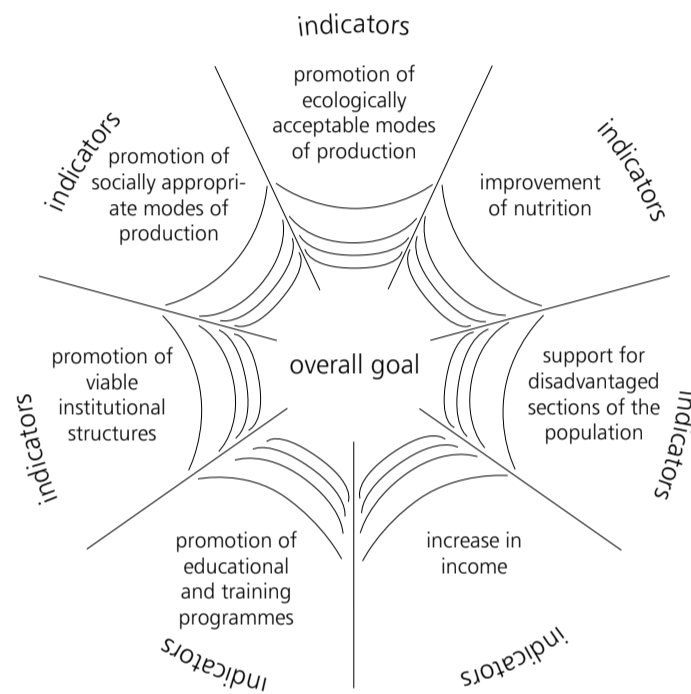 indicators
promotion of
ecologically
acceptable modes
of production
indicators
improvement
of nutrition
indicators
support for
disadvantaged
sections of the
population
indicators
increase in
income
indicators
promotion of
educational
and training
programmes
indicators
promotion of
viable
institutional
structures
indicators
promotion of
socially appropri-
ate modes of
production
overall goal